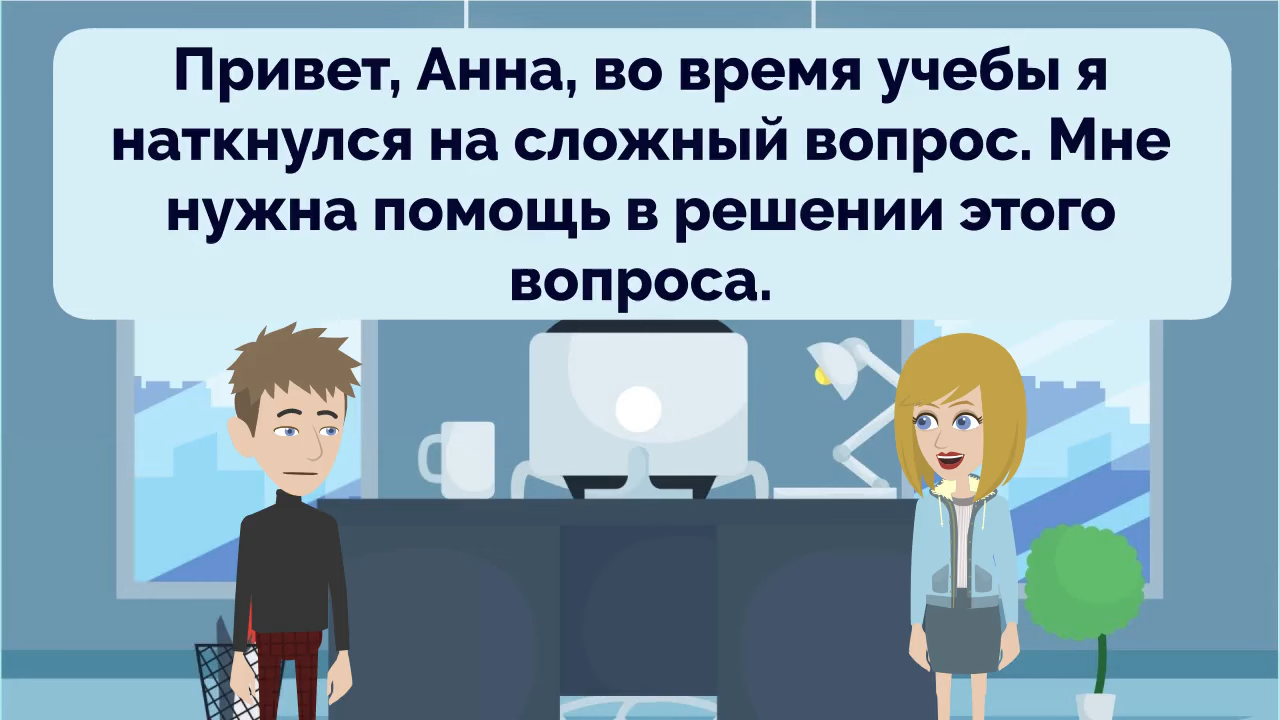 Привет, Анна, во время учебы я
наткнулся на сложный вопрос. Мне
нужна помощь в решении этого
вопроса.